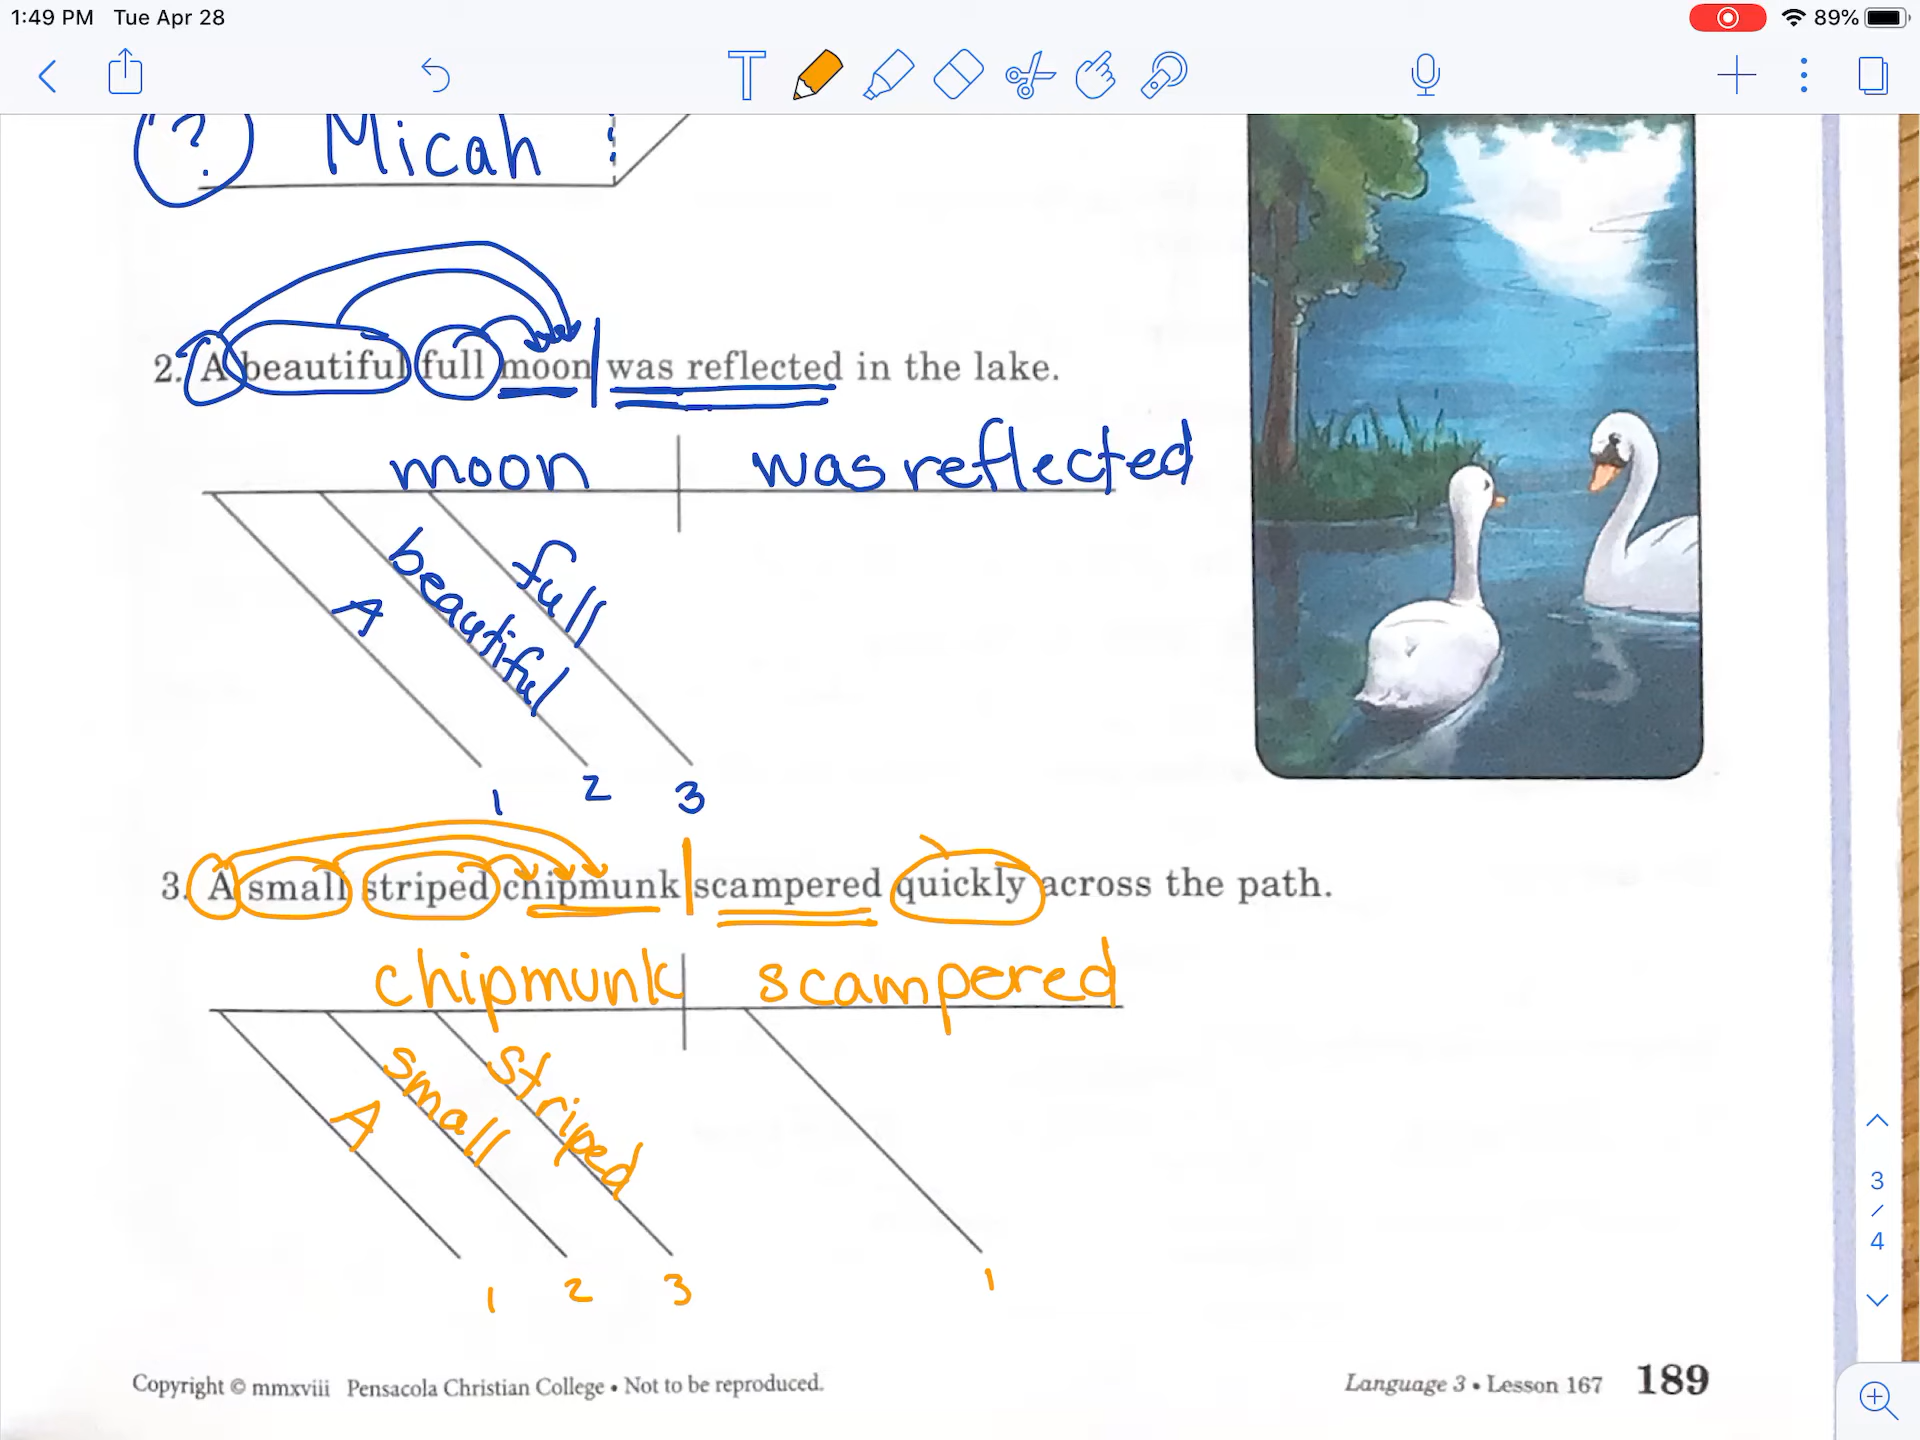 1:49 PM Tue Apr 28 89%
T
? Micah
2. A beautiful full moon was reflected in the lake.
moon was reflected
A beautiful full
1 2 3
3. A small striped chipmunk scampered quickly across the path.
chipmunk scampered
A small striped
1 2 3 1
3
/
4
Copyright © mmxviii Pensacola Christian College • Not to be reproduced.
Language 3 • Lesson 167 189